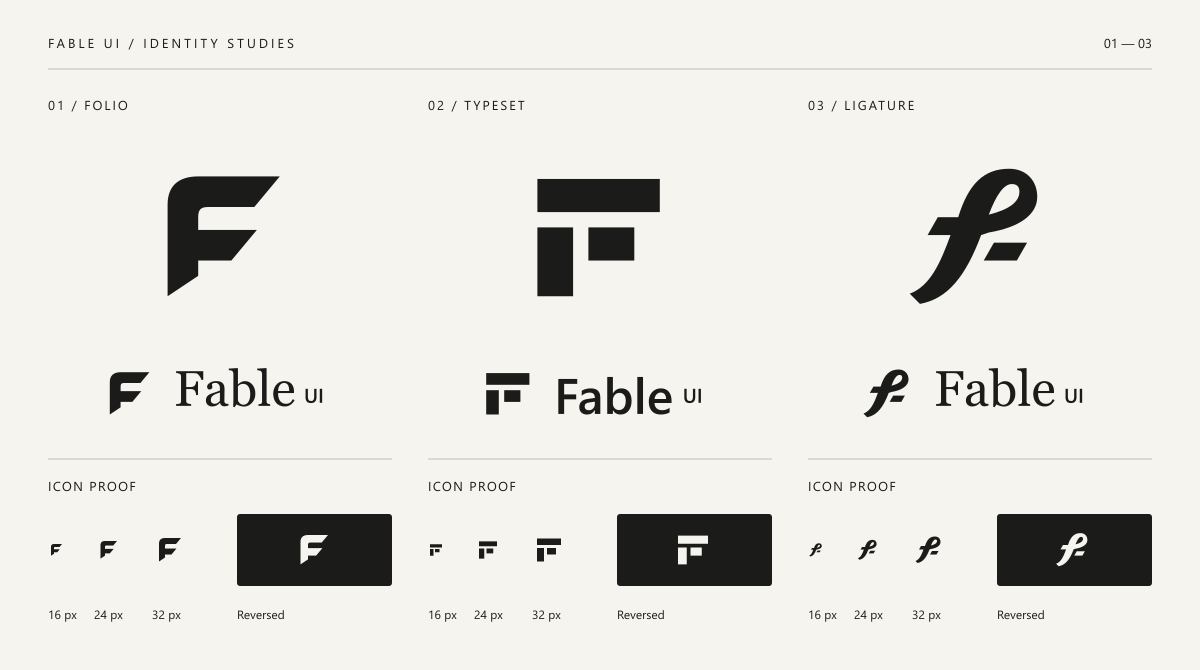 FABLE UI / IDENTITY STUDIES
01 — 03
01 / FOLIO
02 / TYPESET
03 / LIGATURE
Fable UI
Fable UI
Fable UI
ICON PROOF
ICON PROOF
ICON PROOF
16 px 24 px 32 px Reversed
16 px 24 px 32 px Reversed
16 px 24 px 32 px Reversed